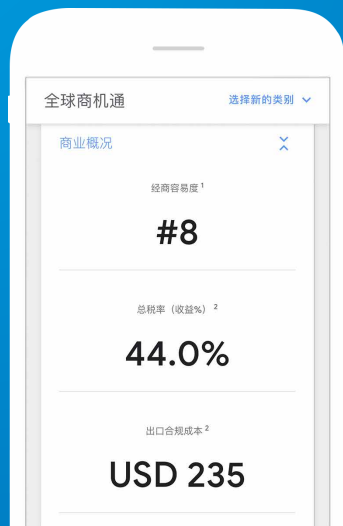 全球商机通
选择新的类别
商业概况
经商容易度 1
#8
总税率（收益%） 2
44.0%
出口合规成本 2
USD 235